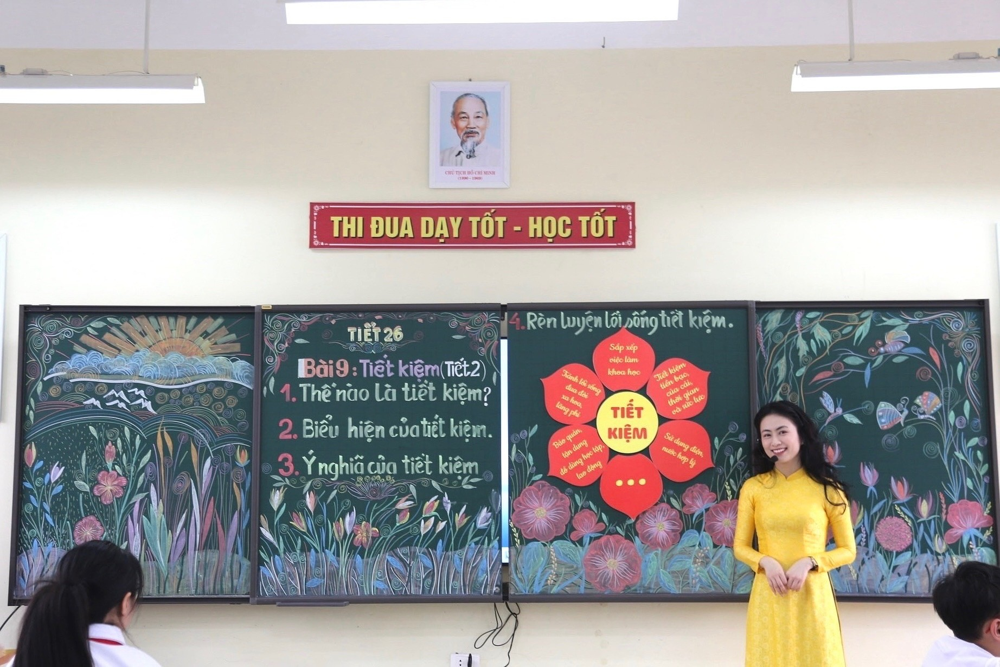 CHỦ TỊCH HỒ CHÍ MINH
(1890 - 1969)
THI ĐUA DẠY TỐT - HỌC TỐT
TIẾT 26
Bài 9: Tiết kiệm (Tiết 2)
1. Thế nào là tiết kiệm?
2. Biểu hiện của tiết kiệm.
3. Ý nghĩa của tiết kiệm
4. Rèn luyện lối sống tiết kiệm.
Sắp xếp
việc làm
khoa học
Tiết kiệm
tiền bạc,
của cải,
thời gian
và sức lực
Sử dụng điện,
nước hợp lý
...
Bảo quản,
tận dụng
đồ dùng học tập,
lao động
Tránh lối sống
đua đòi
xa hoa,
lãng phí
TIẾT
KIỆM